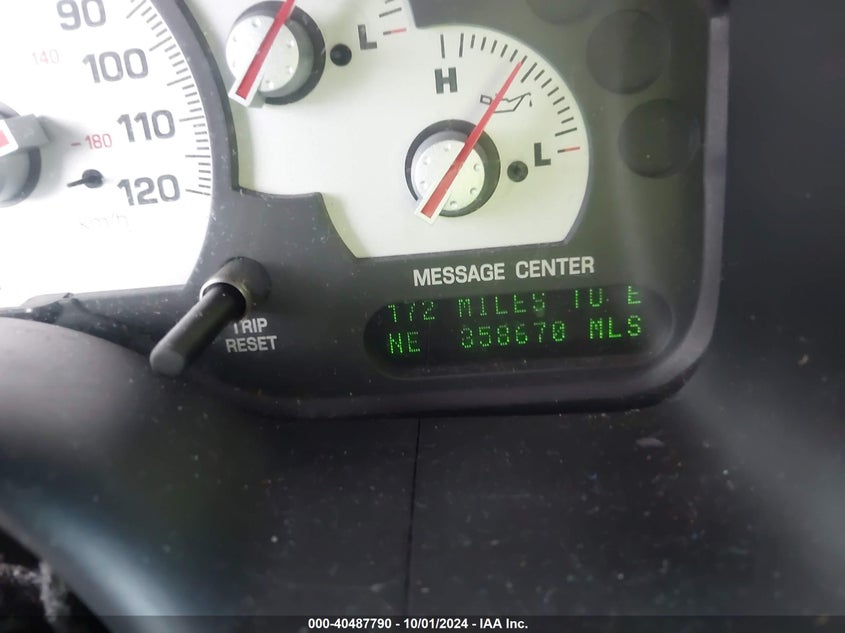 90
140
100
110
180
120
km/h
L
H
L
MESSAGE CENTER
172 MILES TO E
NE 358670 MLS
TRIP
RESET
000-40487790 - 10/01/2024 - IAA Inc.